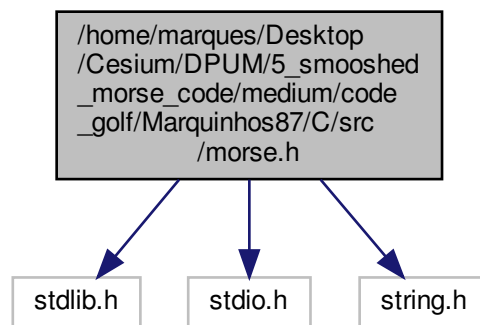 /home/marques/Desktop
/Cesium/DPUM/5_smooshed
_morse_code/medium/code
_golf/Marquinhos87/C/src
/morse.h
stdlib.h stdio.h string.h